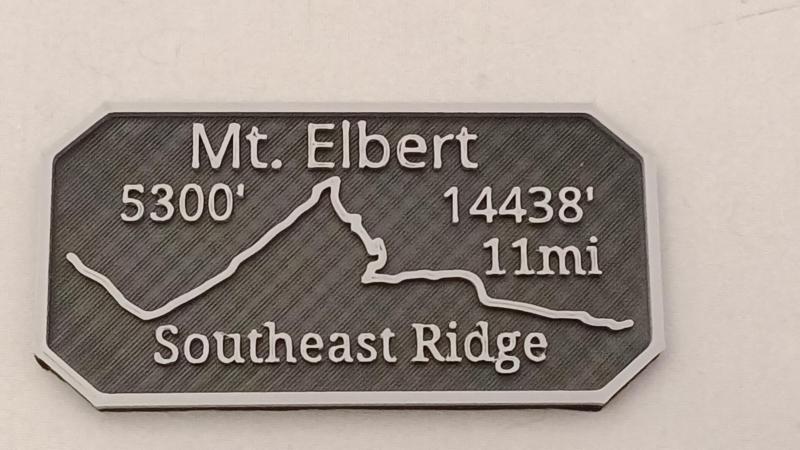 Mt. Elbert
5300' 14438'
11mi
Southeast Ridge